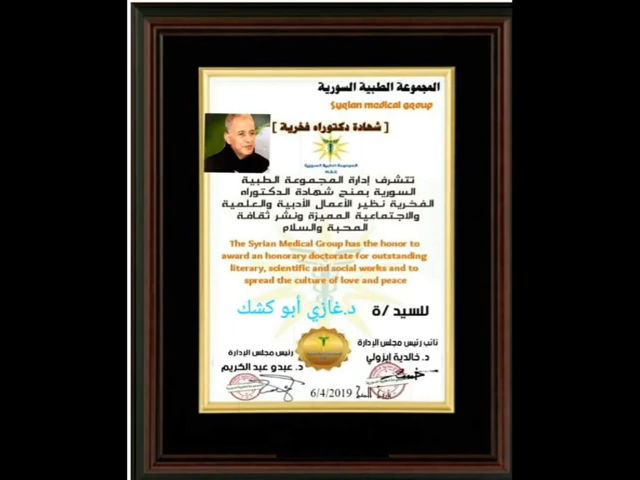 المجموعة الطبية السورية
Syrian medical group
[ شهادة دكتوراه فخرية ]
المجموعة الطبية السورية
تتشرف إدارة المجموعة الطبية
السورية بمنح شهادة الدكتوراه
الفخرية نظير الأعمال الأدبية والعلمية
والاجتماعية المميزة ونشر ثقافة
المحبة والسلام
The Syrian Medical Group has the honor to
award an honorary doctorate for outstanding
literary, scientific and social works and to
spread the culture of love and peace
للسيد /ة د.غازي أبو كشك
نائب رئيس مجلس الإدارة
د. خالدية إيزولي
رئيس مجلس الإدارة
د. عبدو عبد الكريم
6/4/2019